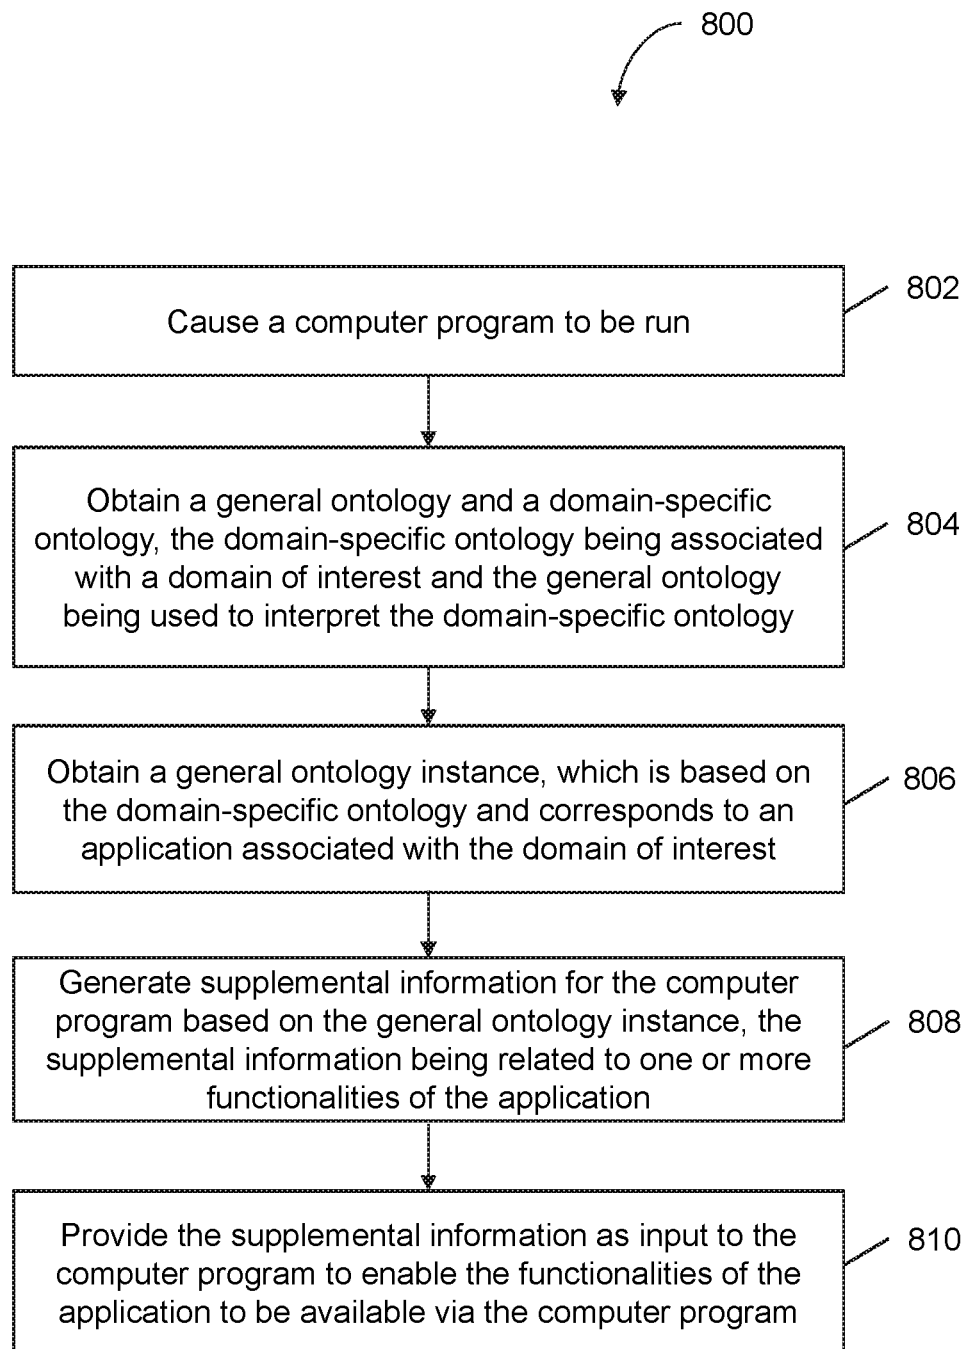 800
Cause a computer program to be run
802
Obtain a general ontology and a domain-specific
ontology, the domain-specific ontology being associated
with a domain of interest and the general ontology
being used to interpret the domain-specific ontology
804
Obtain a general ontology instance, which is based on
the domain-specific ontology and corresponds to an
application associated with the domain of interest
806
Generate supplemental information for the computer
program based on the general ontology instance, the
supplemental information being related to one or more
functionalities of the application
808
Provide the supplemental information as input to the
computer program to enable the functionalities of the
application to be available via the computer program
810